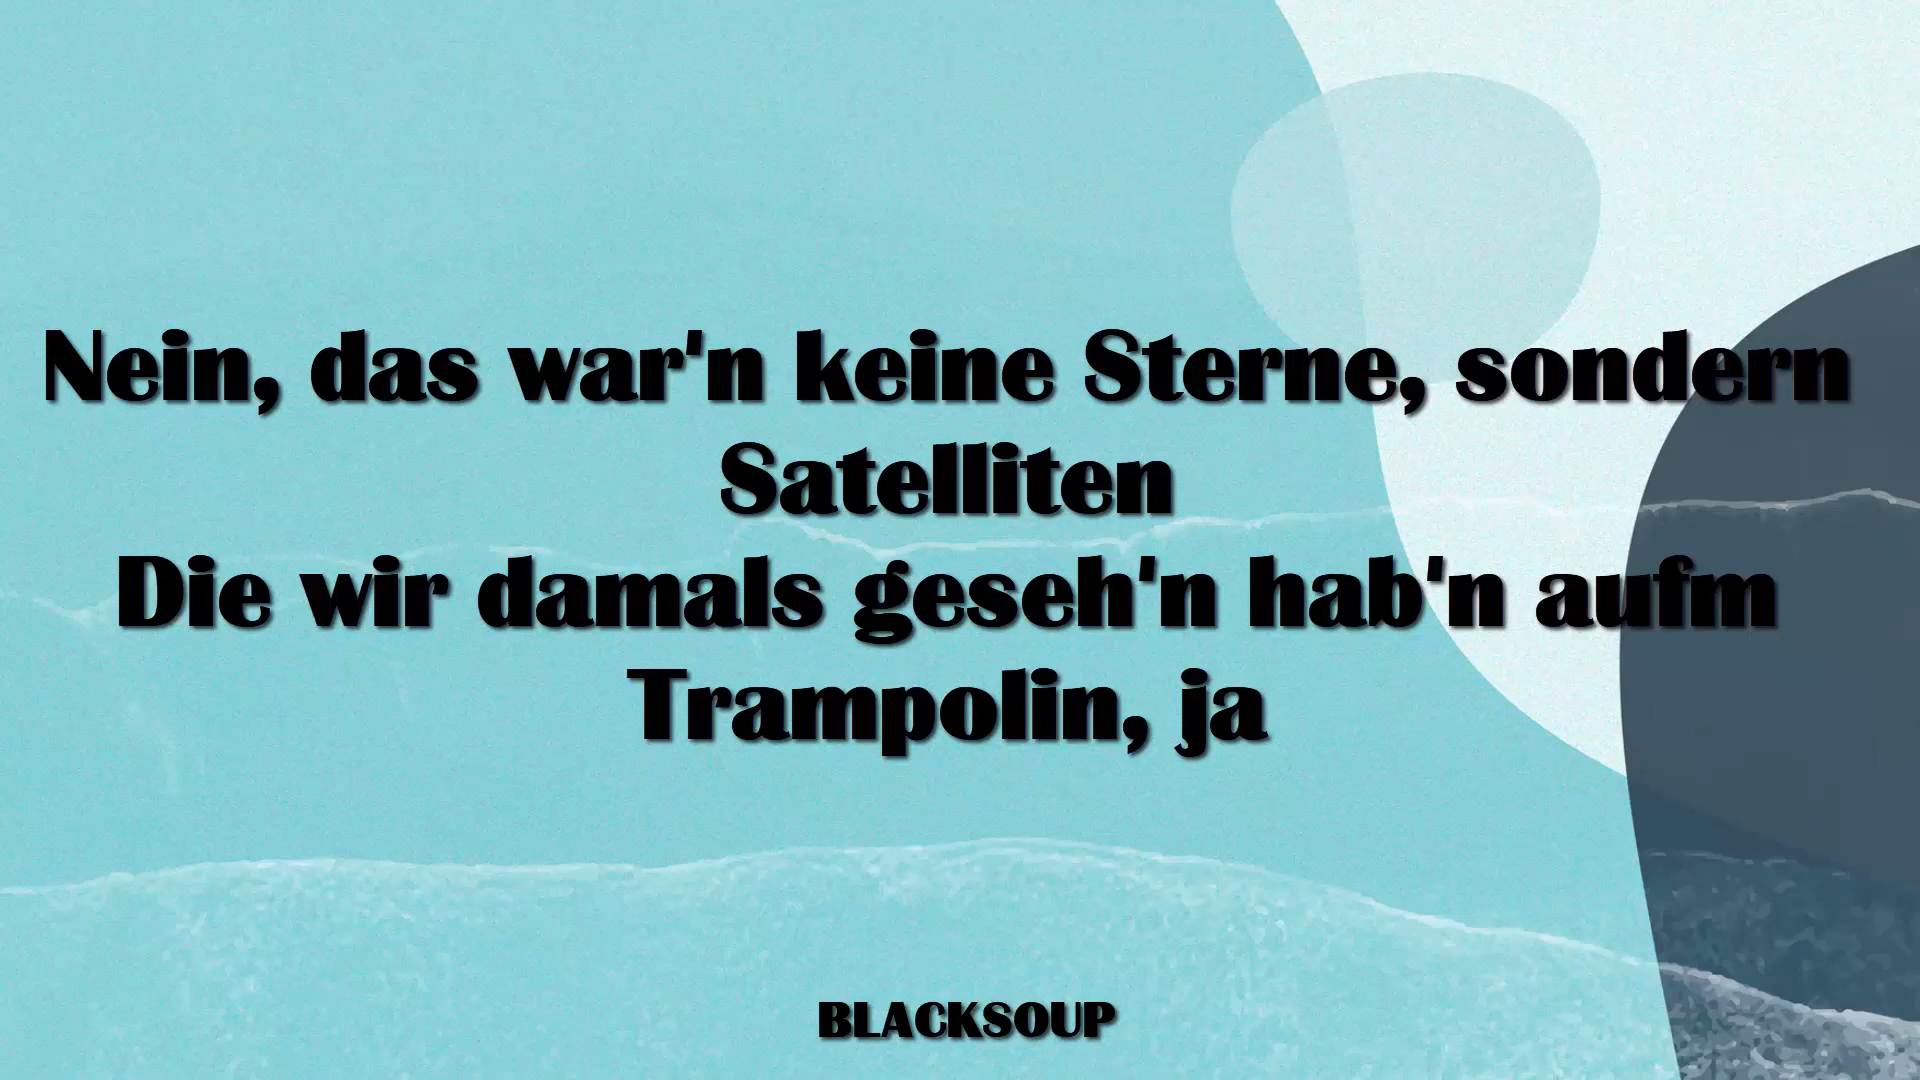 Nein, das war'n keine Sterne, sondern
Satelliten
Die wir damals geseh'n hab'n aufm
Trampolin, ja
BLACKSOUP